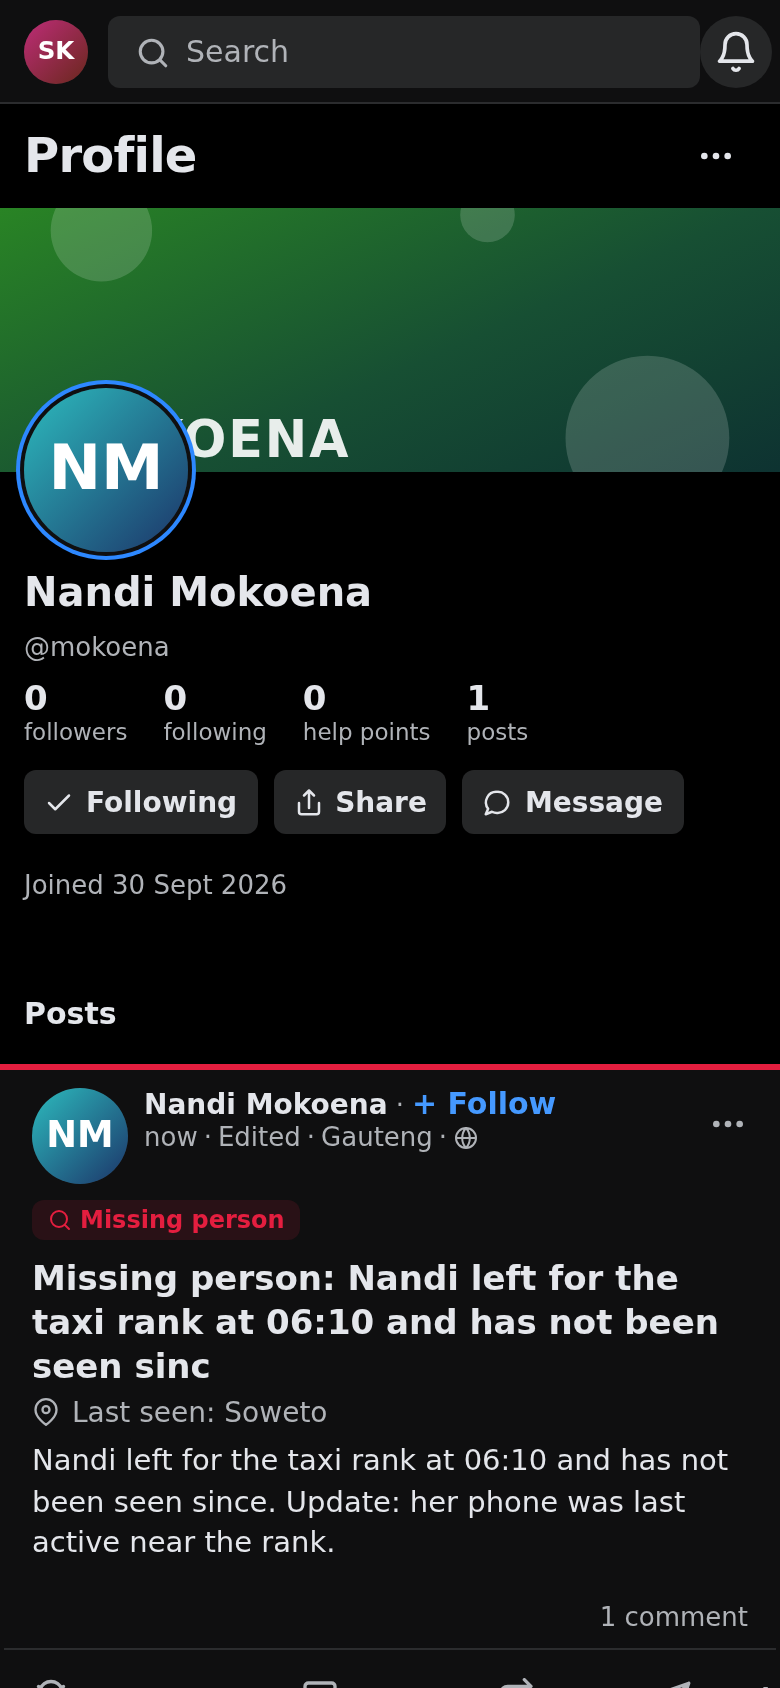 SK
Search
Profile
OENA
NM
Nandi Mokoena
@mokoena
0 followers
0 following
0 help points
1 posts
Following
Share
Message
Joined 30 Sept 2026
Posts
NM
Nandi Mokoena · + Follow
now · Edited · Gauteng ·
Missing person
Missing person: Nandi left for the
taxi rank at 06:10 and has not been
seen sinc
Last seen: Soweto
Nandi left for the taxi rank at 06:10 and has not
been seen since. Update: her phone was last
active near the rank.
1 comment